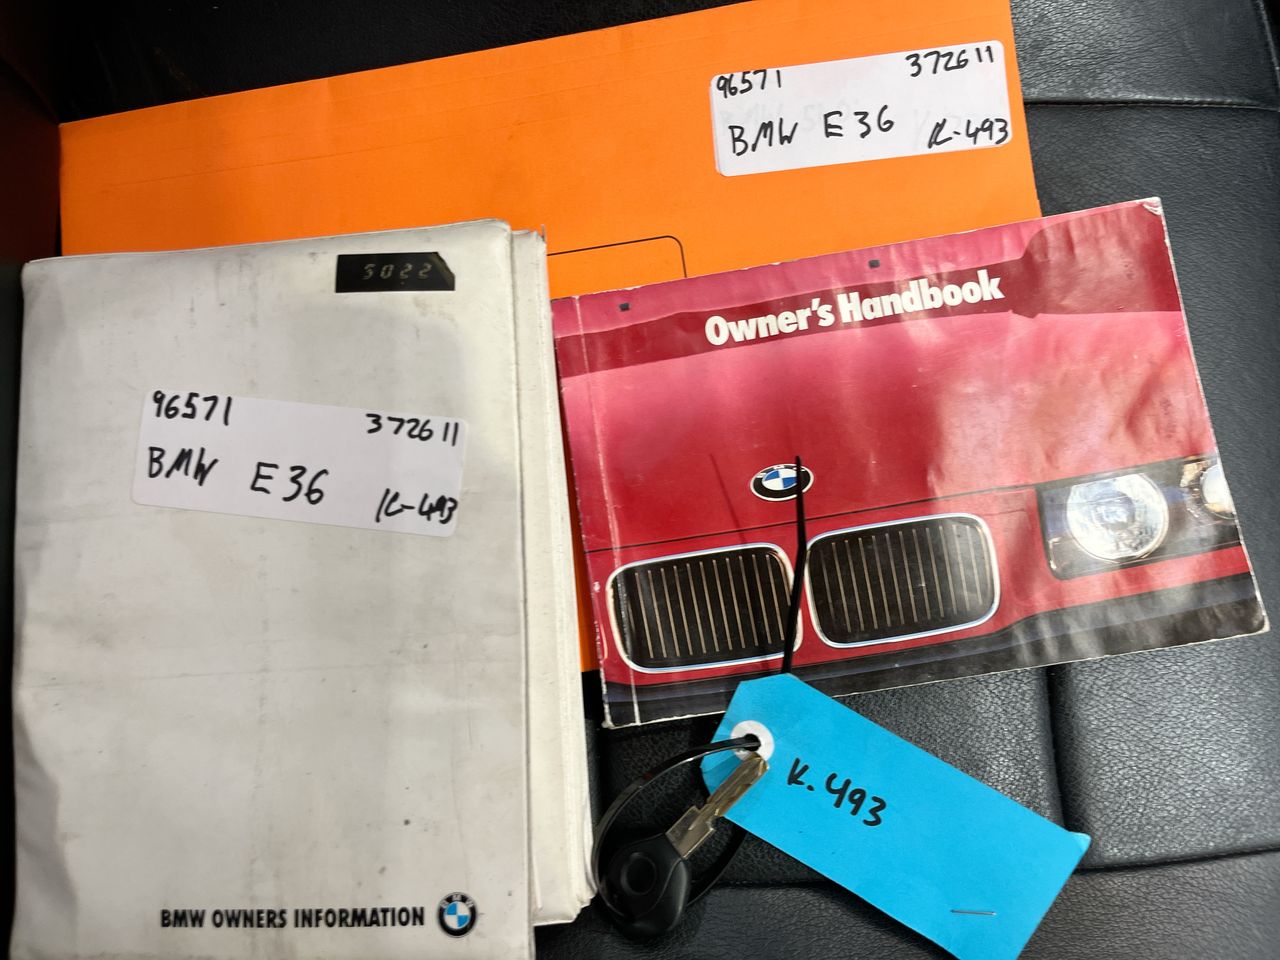 96571 372611
BMW E36 K-493
Owner's Handbook
5022
96571 372611
BMW E36 K-493
K.493
BMW OWNERS INFORMATION